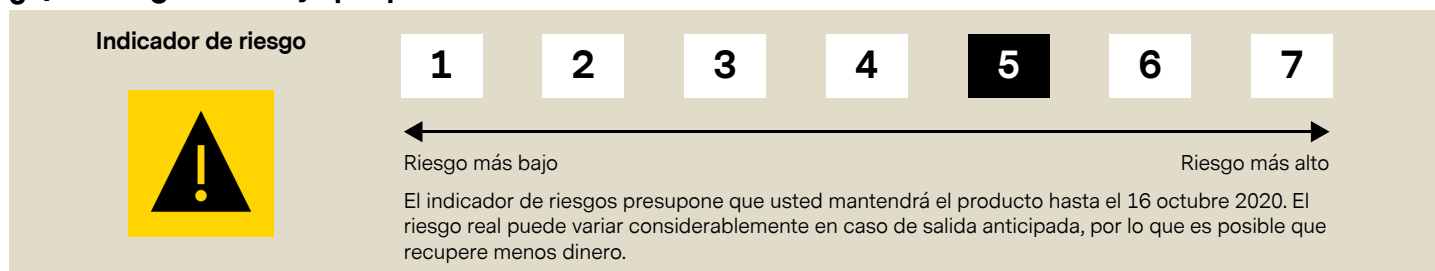 Indicador de riesgo
1 2 3 4 5 6 7
Riesgo más bajo Riesgo más alto
El indicador de riesgos presupone que usted mantendrá el producto hasta el 16 octubre 2020. El
riesgo real puede variar considerablemente en caso de salida anticipada, por lo que es posible que
recupere menos dinero.